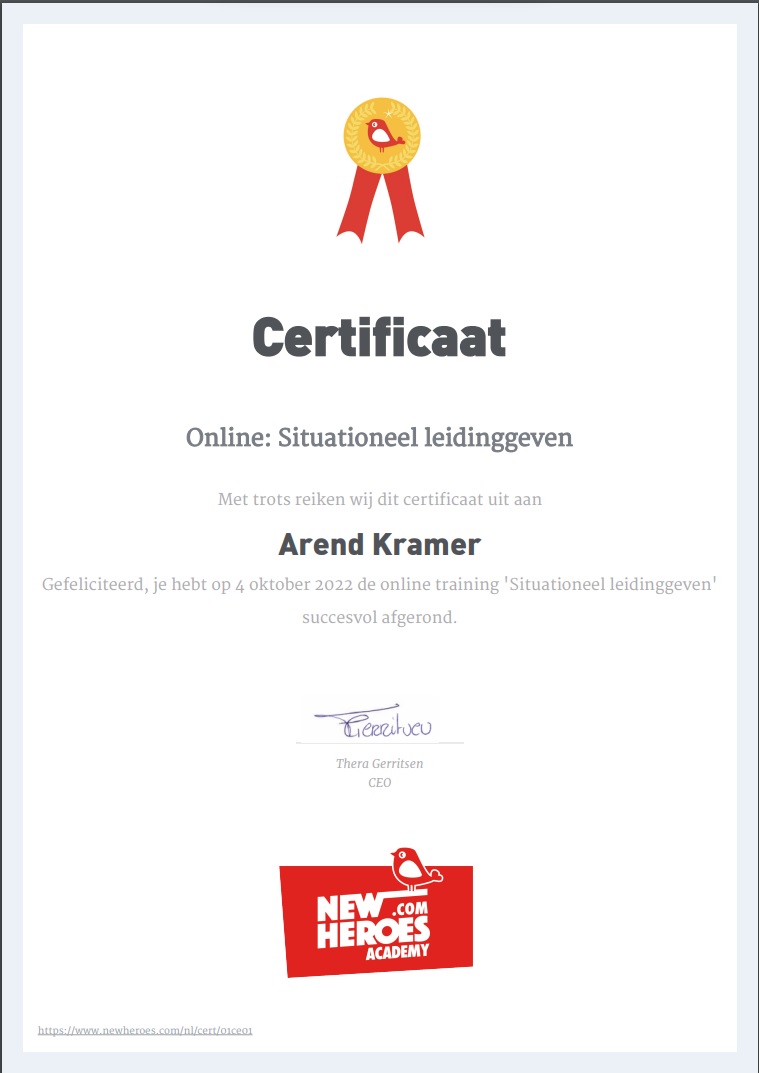 Certificaat
Online: Situationeel leidinggeven
Met trots reiken wij dit certificaat uit aan
Arend Kramer
Gefeliciteerd, je hebt op 4 oktober 2022 de online training 'Situationeel leidinggeven'
succesvol afgerond.
TGerritsen
Thera Gerritsen
CEO
NEW .COM
HEROES
ACADEMY
https://www.newheroes.com/nl/cert/01ce01